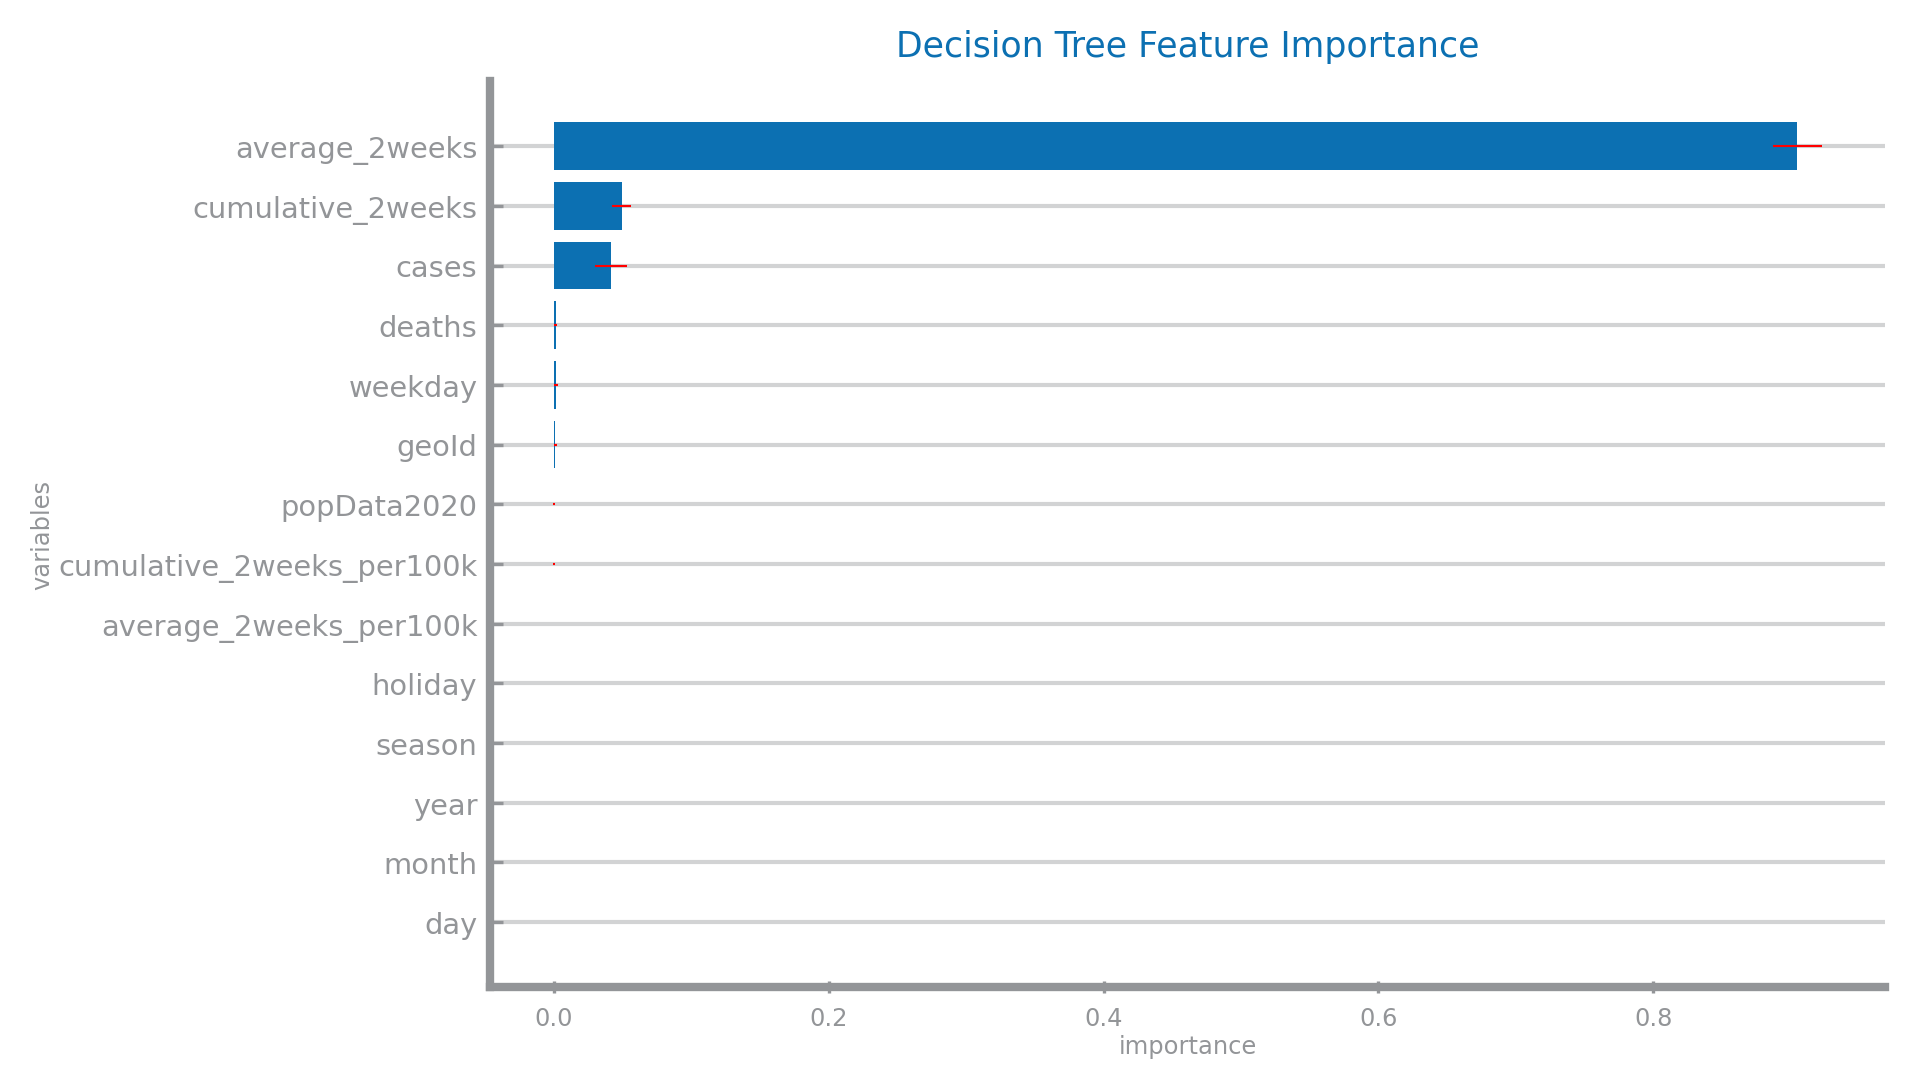 Decision Tree Feature Importance
average_2weeks
cumulative_2weeks
cases
deaths
weekday
geoId
popData2020
cumulative_2weeks_per100k
average_2weeks_per100k
holiday
season
year
month
day
variables
0.0 0.2 0.4 0.6 0.8
importance